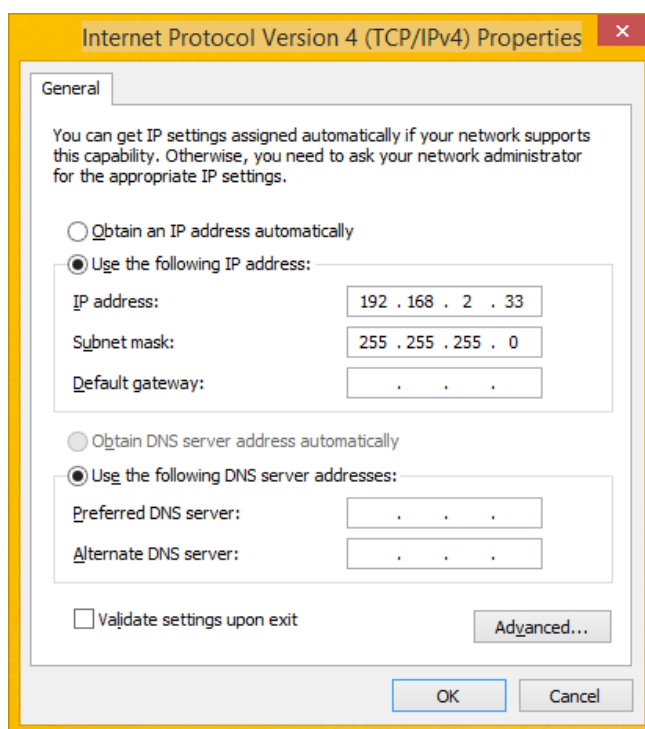 Internet Protocol Version 4 (TCP/IPv4) Properties
×
General
You can get IP settings assigned automatically if your network supports
this capability. Otherwise, you need to ask your network administrator
for the appropriate IP settings.
Obtain an IP address automatically
Use the following IP address:
IP address: 192 . 168 . 2 . 33
Subnet mask: 255 . 255 . 255 . 0
Default gateway: . . .
Obtain DNS server address automatically
Use the following DNS server addresses:
Preferred DNS server: . . .
Alternate DNS server: . . .
Validate settings upon exit
Advanced...
OK Cancel